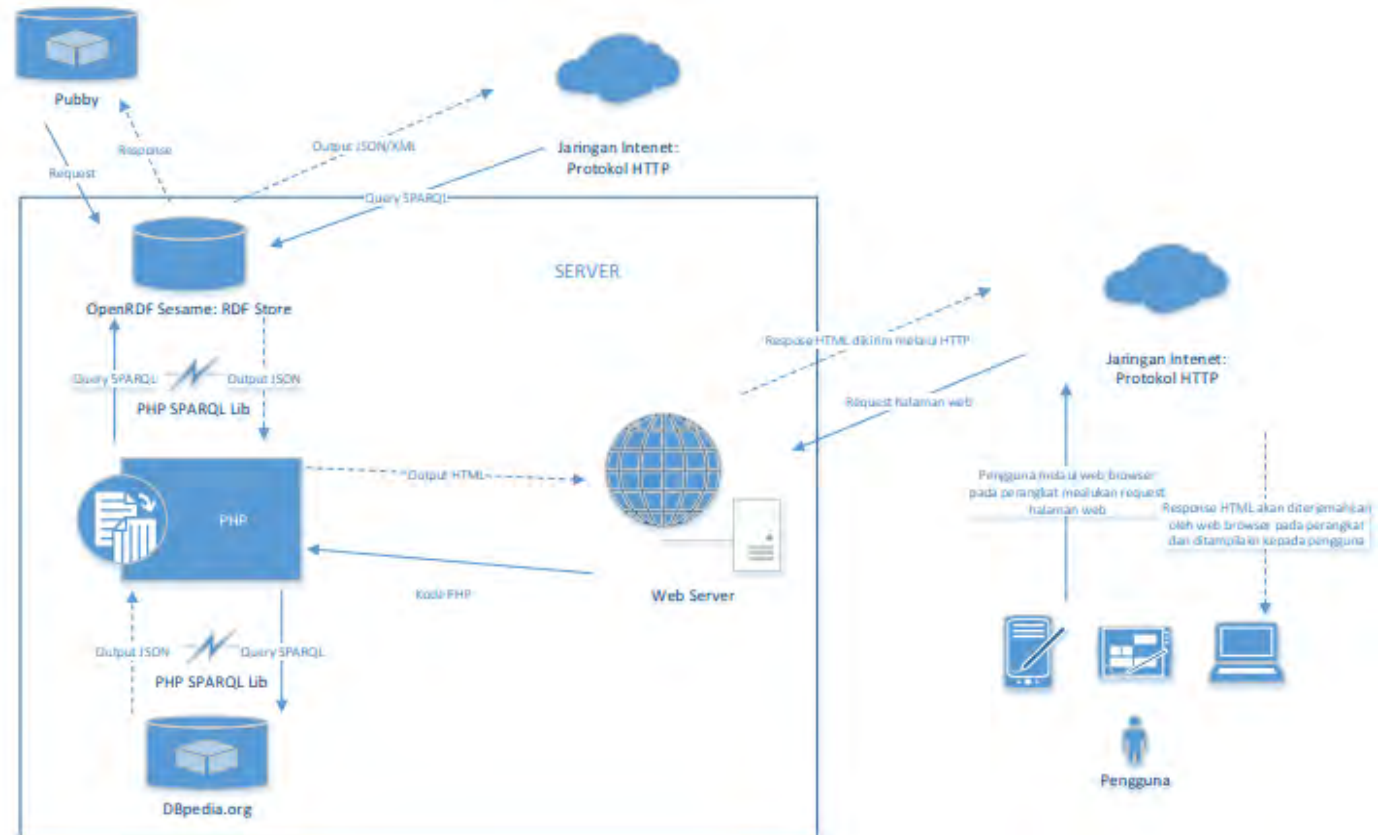 Pubby
Response
Request
Output JSON/XML
Jaringan Intenet:
Protokol HTTP
Query SPARQL
SERVER
OpenRDF Sesame: RDF Store
Query SPARQL
Output JSON
PHP SPARQL Lib
Respose HTML dikirim melalui HTTP
Jaringan Intenet:
Protokol HTTP
Request halaman web
Output HTML
PHP
Kode PHP
Web Server
Pengguna melalui web browser
pada perangkat mealukan request
halaman web
Response HTML akan diterjemahkan
oleh web browser pada perangkat
dan ditampilakn kepada pengguna
Output JSON
Query SPARQL
PHP SPARQL Lib
DBpedia.org
Pengguna